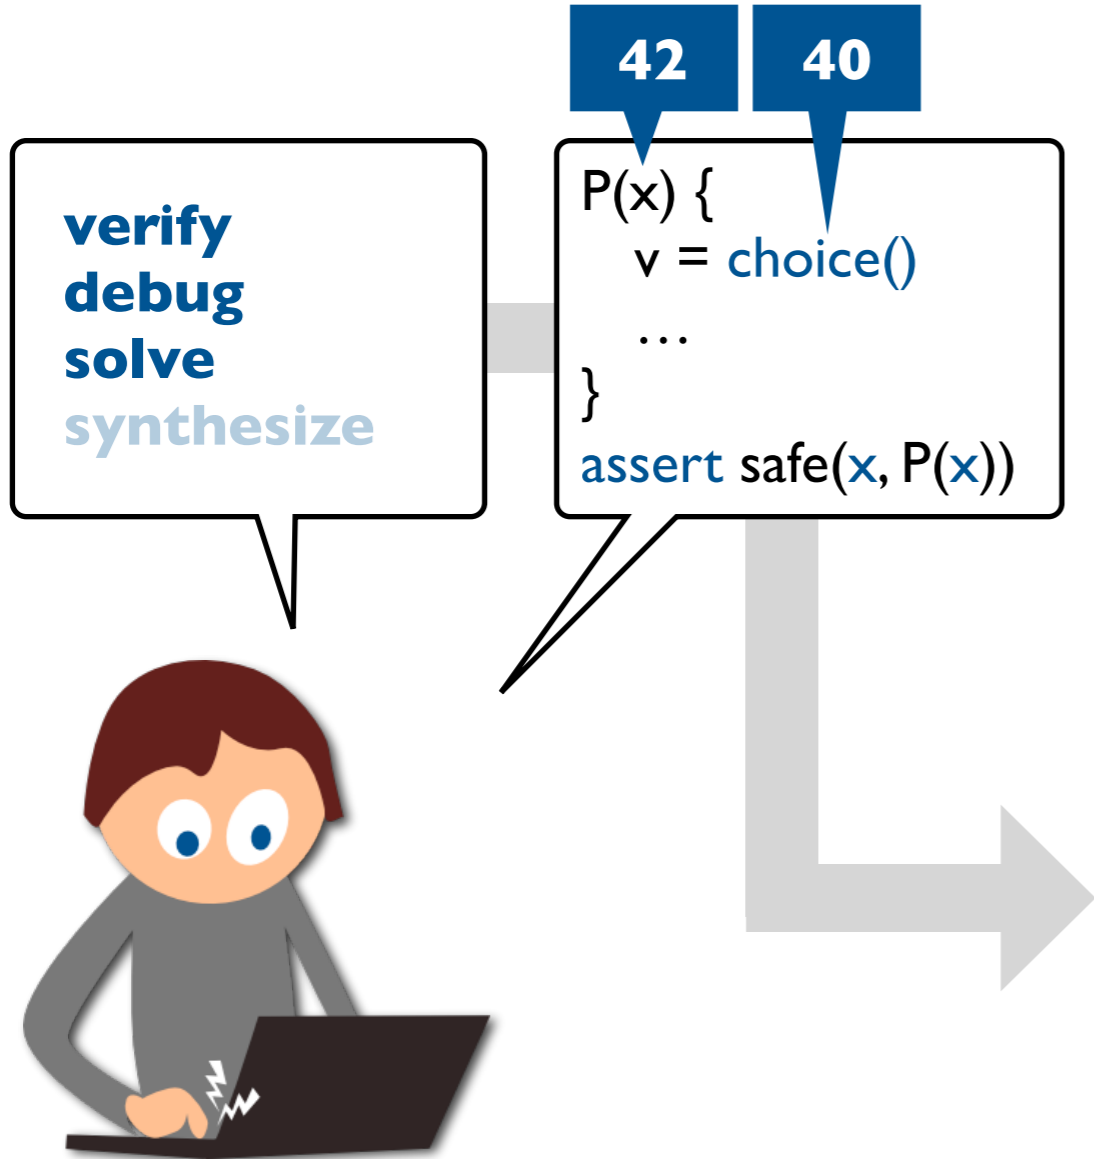 42
40
verify
debug
solve
synthesize
P(x) {
v = choice()
...
}
assert safe(x, P(x))